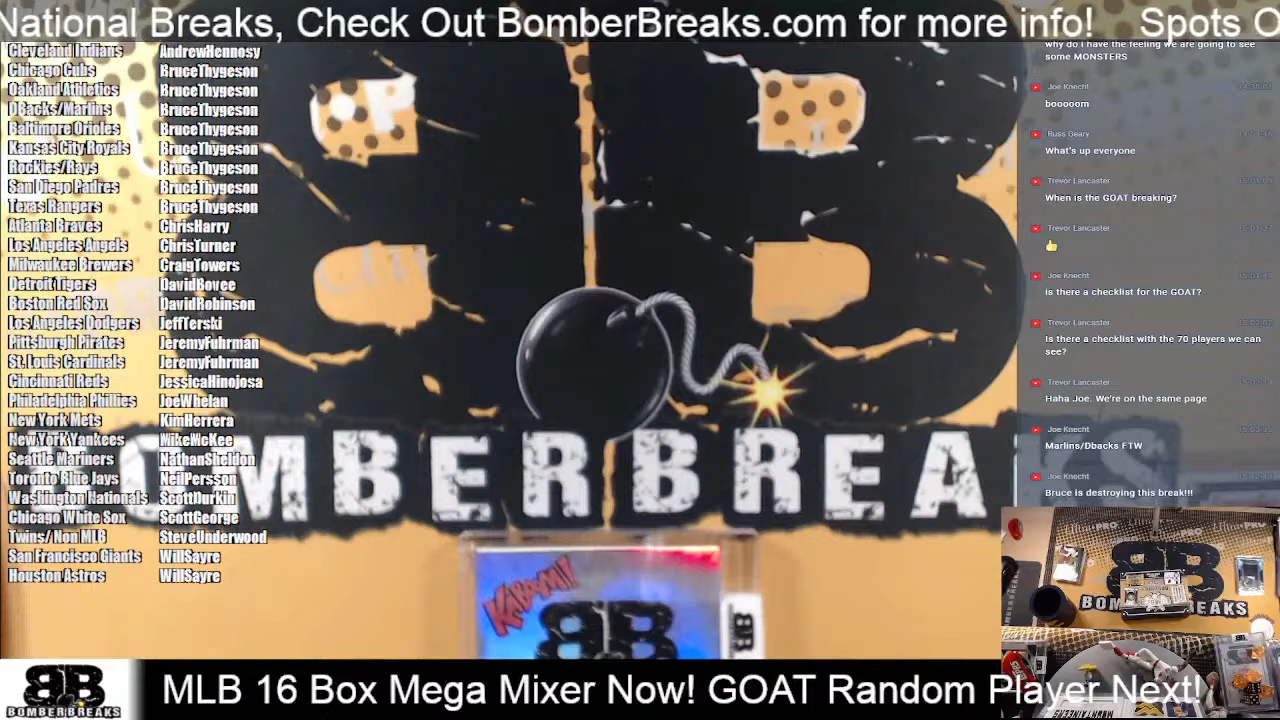 National Breaks, Check Out BomberBreaks.com for more info! Spots O
Cleveland Indians AndrewHennosy
Chicago Cubs BruceThygeson
Oakland Athletics BruceThygeson
DBacks/Marlins BruceThygeson
Baltimore Orioles BruceThygeson
Kansas City Royals BruceThygeson
Rockies/Rays BruceThygeson
San Diego Padres BruceThygeson
Texas Rangers BruceThygeson
Atlanta Braves ChrisHarry
Los Angeles Angels ChrisTurner
Milwaukee Brewers CraigTowers
Detroit Tigers DavidBovee
Boston Red Sox DavidRobinson
Los Angeles Dodgers JeffTerski
Pittsburgh Pirates JeremyFuhrman
St. Louis Cardinals JeremyFuhrman
Cincinnati Reds JessicaHinojosa
Philadelphia Phillies JoeWhelan
New York Mets KimHerrera
New York Yankees MikeMcKee
Seattle Mariners NathanSheldon
Toronto Blue Jays NeilPersson
Washington Nationals ScottDurkin
Chicago White Sox ScottGeorge
Twins/Non MLB SteveUnderwood
San Francisco Giants WillSayre
Houston Astros WillSayre
why do i have the feeling we are going to see
some MONSTERS
Joe Knecht
booooom
Russ Geary
What's up everyone
Trevor Lancaster
When is the GOAT breaking?
Trevor Lancaster
👍
Joe Knecht
is there a checklist for the GOAT?
Trevor Lancaster
Is there a checklist with the 70 players we can
see?
Trevor Lancaster
Haha Joe. We're on the same page
Joe Knecht
Marlins/Dbacks FTW
Joe Knecht
Bruce is destroying this break!!!
OMBERBREA
KABOOM!
BB
BB
BOMBERBREAKS
BB
BOMBERBREAKS
MLB 16 Box Mega Mixer Now! GOAT Random Player Next!